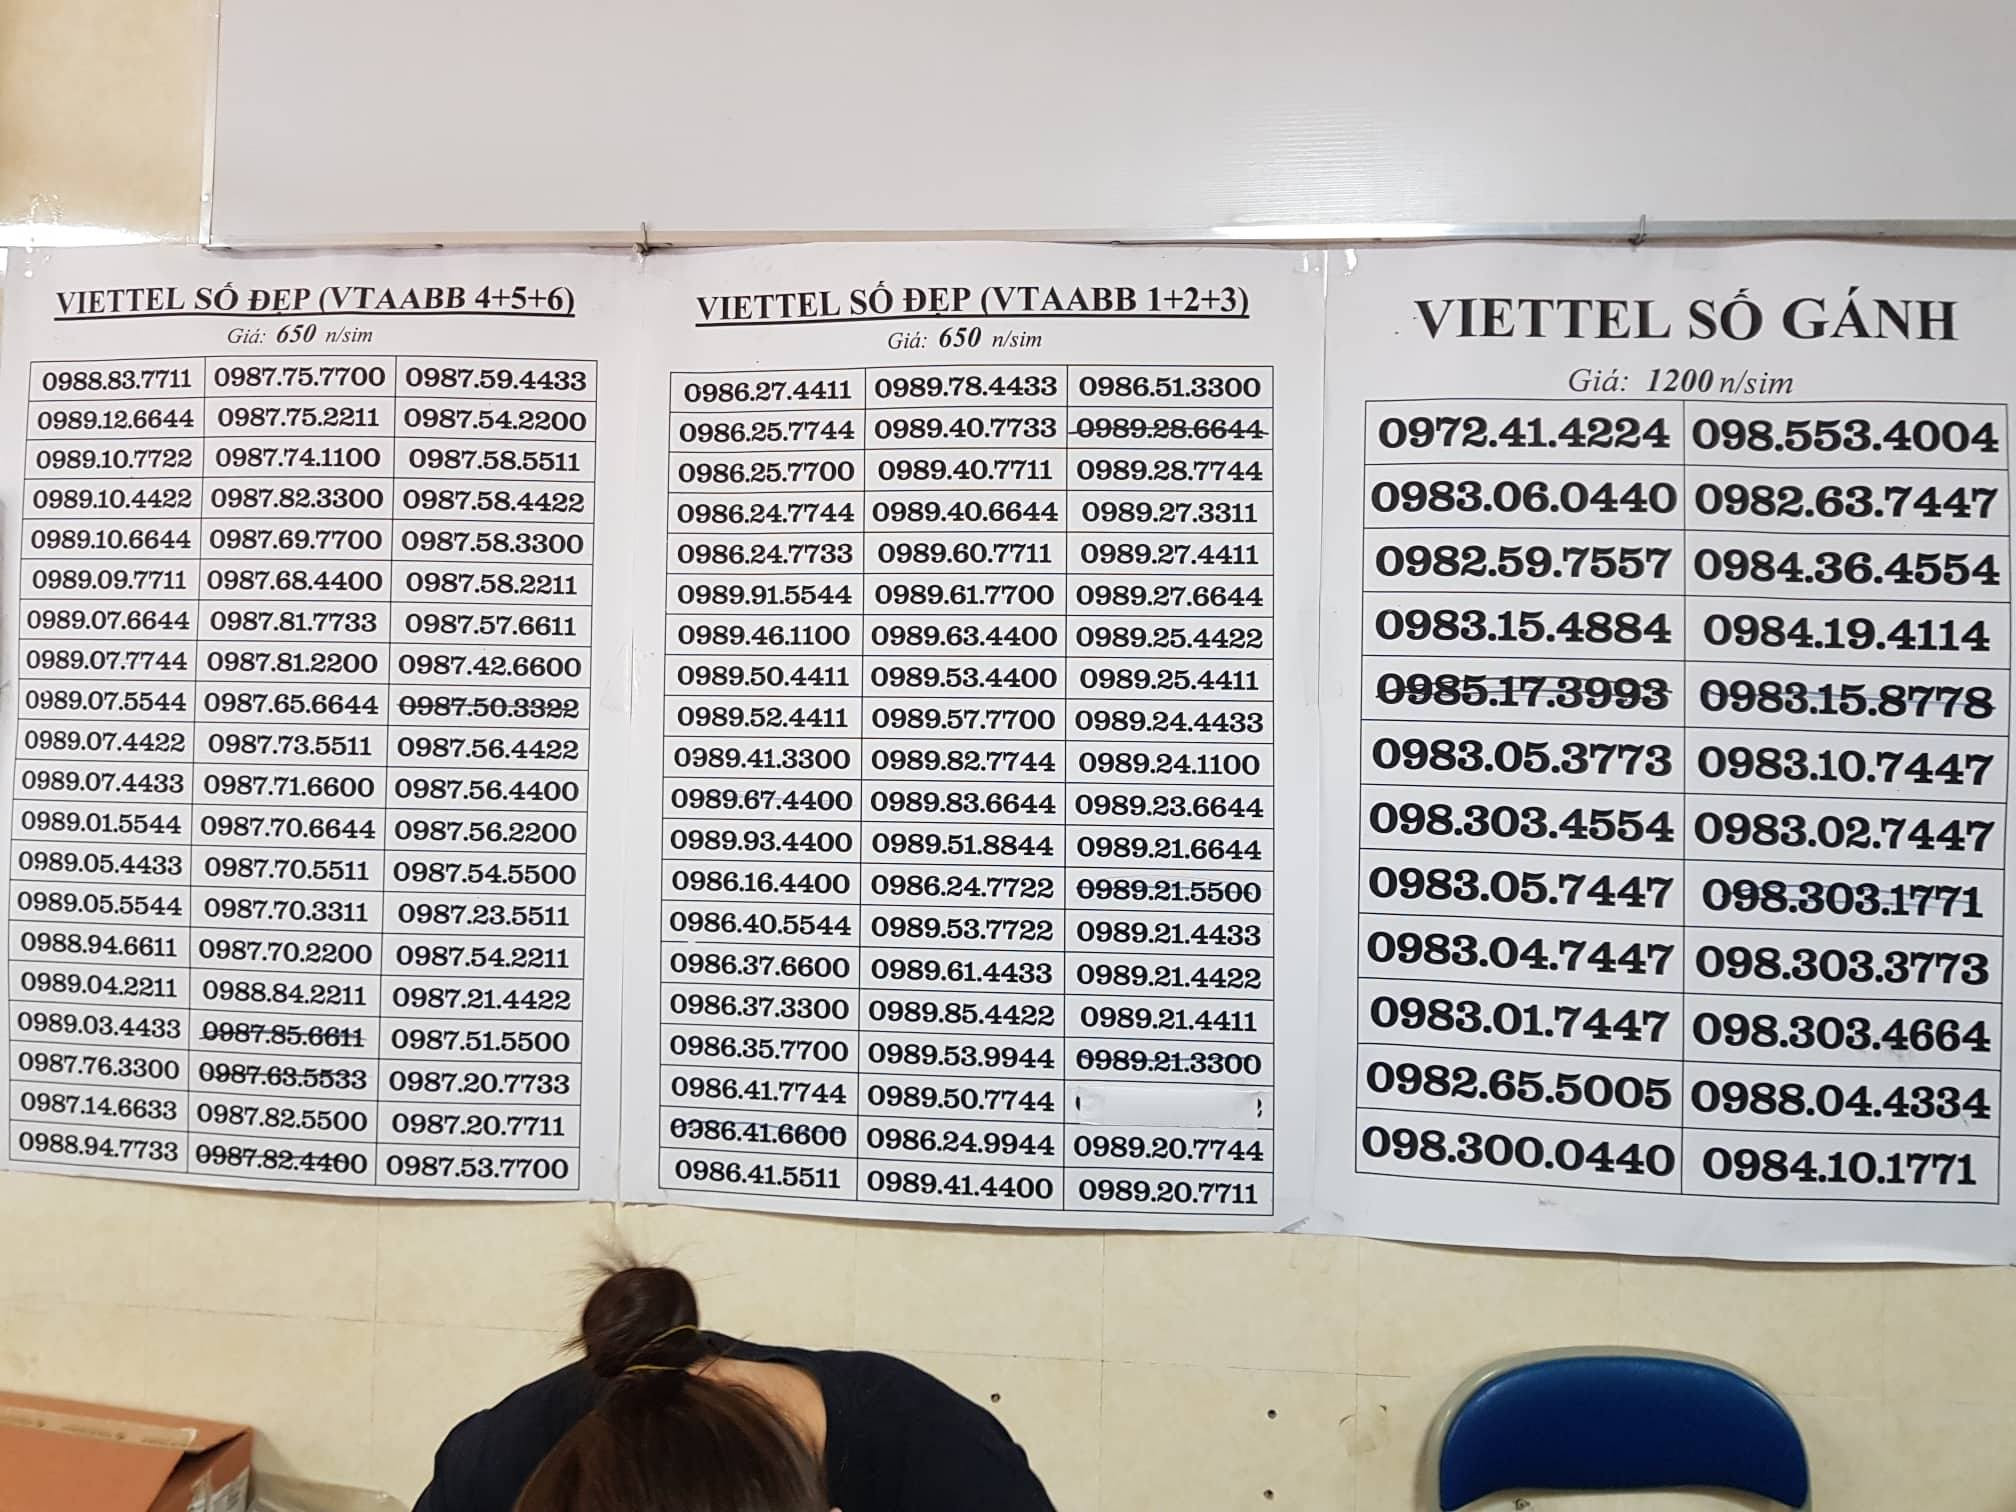 VIETTEL SỐ ĐẸP (VTAABB 4+5+6)
Giá: 650 n/sim
0988.83.7711 0987.75.7700 0987.59.4433
0989.12.6644 0987.75.2211 0987.54.2200
0989.10.7722 0987.74.1100 0987.58.5511
0989.10.4422 0987.82.3300 0987.58.4422
0989.10.6644 0987.69.7700 0987.58.3300
0989.09.7711 0987.68.4400 0987.58.2211
0989.07.6644 0987.81.7733 0987.57.6611
0989.07.7744 0987.81.2200 0987.42.6600
0989.07.5544 0987.65.6644 0987.50.3322
0989.07.4422 0987.73.5511 0987.56.4422
0989.07.4433 0987.71.6600 0987.56.4400
0989.01.5544 0987.70.6644 0987.56.2200
0989.05.4433 0987.70.5511 0987.54.5500
0989.05.5544 0987.70.3311 0987.23.5511
0988.94.6611 0987.70.2200 0987.54.2211
0989.04.2211 0988.84.2211 0987.21.4422
0989.03.4433 0987.85.6611 0987.51.5500
0987.76.3300 0987.63.5533 0987.20.7733
0987.14.6633 0987.82.5500 0987.20.7711
0988.94.7733 0987.82.4400 0987.53.7700
VIETTEL SỐ ĐẸP (VTAABB 1+2+3)
Giá: 650 n/sim
0986.27.4411 0989.78.4433 0986.51.3300
0986.25.7744 0989.40.7733 0989.28.6644
0986.25.7700 0989.40.7711 0989.28.7744
0986.24.7744 0989.40.6644 0989.27.3311
0986.24.7733 0989.60.7711 0989.27.4411
0989.91.5544 0989.61.7700 0989.27.6644
0989.46.1100 0989.63.4400 0989.25.4422
0989.50.4411 0989.53.4400 0989.25.4411
0989.52.4411 0989.57.7700 0989.24.4433
0989.41.3300 0989.82.7744 0989.24.1100
0989.67.4400 0989.83.6644 0989.23.6644
0989.93.4400 0989.51.8844 0989.21.6644
0986.16.4400 0986.24.7722 0989.21.5500
0986.40.5544 0989.53.7722 0989.21.4433
0986.37.6600 0989.61.4433 0989.21.4422
0986.37.3300 0989.85.4422 0989.21.4411
0986.35.7700 0989.53.9944 0989.21.3300
0986.41.7744 0989.50.7744
0986.41.6600 0986.24.9944 0989.20.7744
0986.41.5511 0989.41.4400 0989.20.7711
VIETTEL SỐ GÁNH
Giá: 1200 n/sim
0972.41.4224 098.553.4004
0983.06.0440 0982.63.7447
0982.59.7557 0984.36.4554
0983.15.4884 0984.19.4114
0985.17.3993 0983.15.8778
0983.05.3773 0983.10.7447
098.303.4554 0983.02.7447
0983.05.7447 098.303.1771
0983.04.7447 098.303.3773
0983.01.7447 098.303.4664
0982.65.5005 0988.04.4334
098.300.0440 0984.10.1771